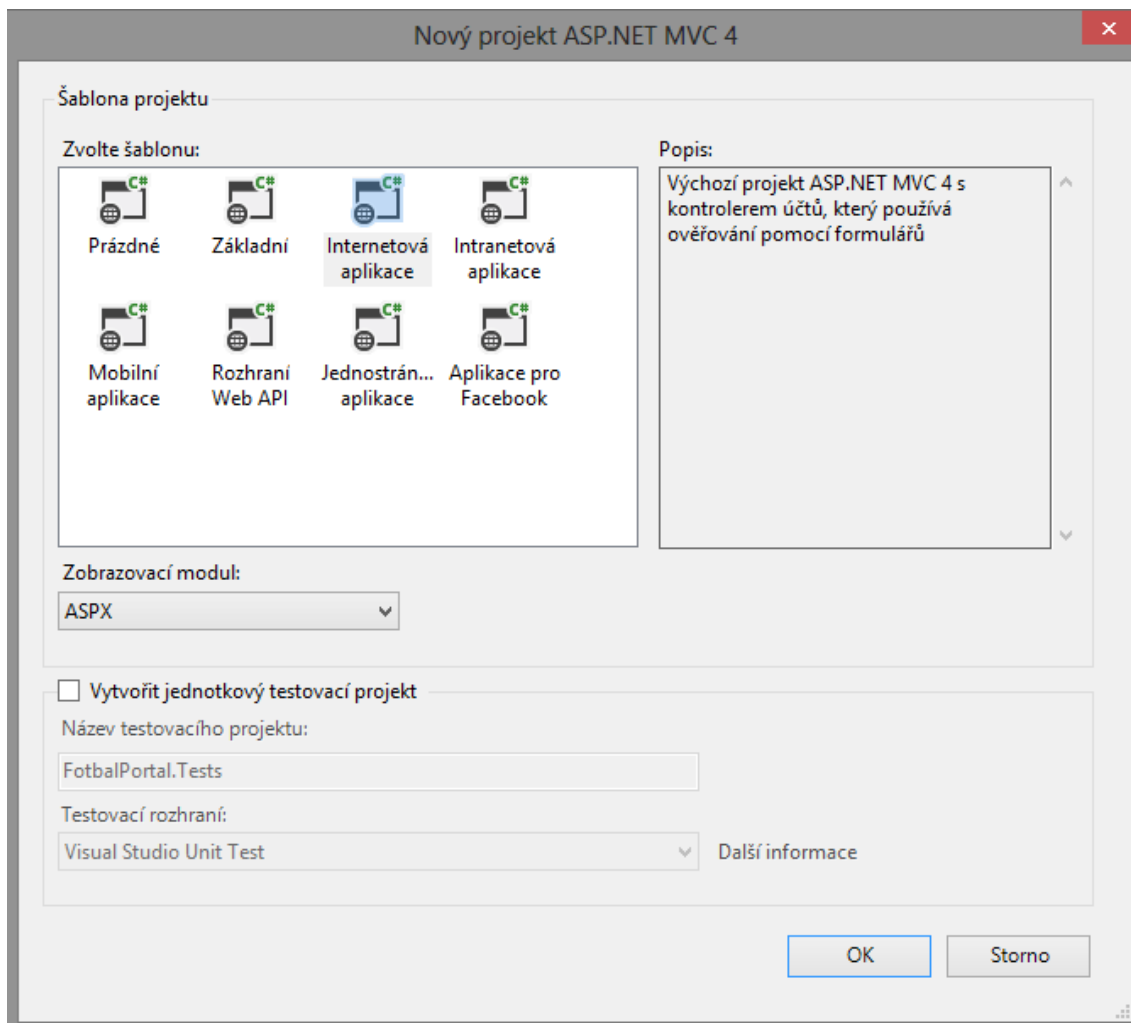 Nový projekt ASP.NET MVC 4
Šablona projektu
Zvolte šablonu:
C# C# C# C#
Prázdné Základní Internetová Intranetová
aplikace aplikace
C# C# C# C#
Mobilní Rozhraní Jednostrán... Aplikace pro
aplikace Web API aplikace Facebook
Popis:
Výchozí projekt ASP.NET MVC 4 s
kontrolerem účtů, který používá
ověřování pomocí formulářů
Zobrazovací modul:
ASPX
Vytvořit jednotkový testovací projekt
Název testovacího projektu:
FotbalPortal.Tests
Testovací rozhraní:
Visual Studio Unit Test Další informace
OK Storno